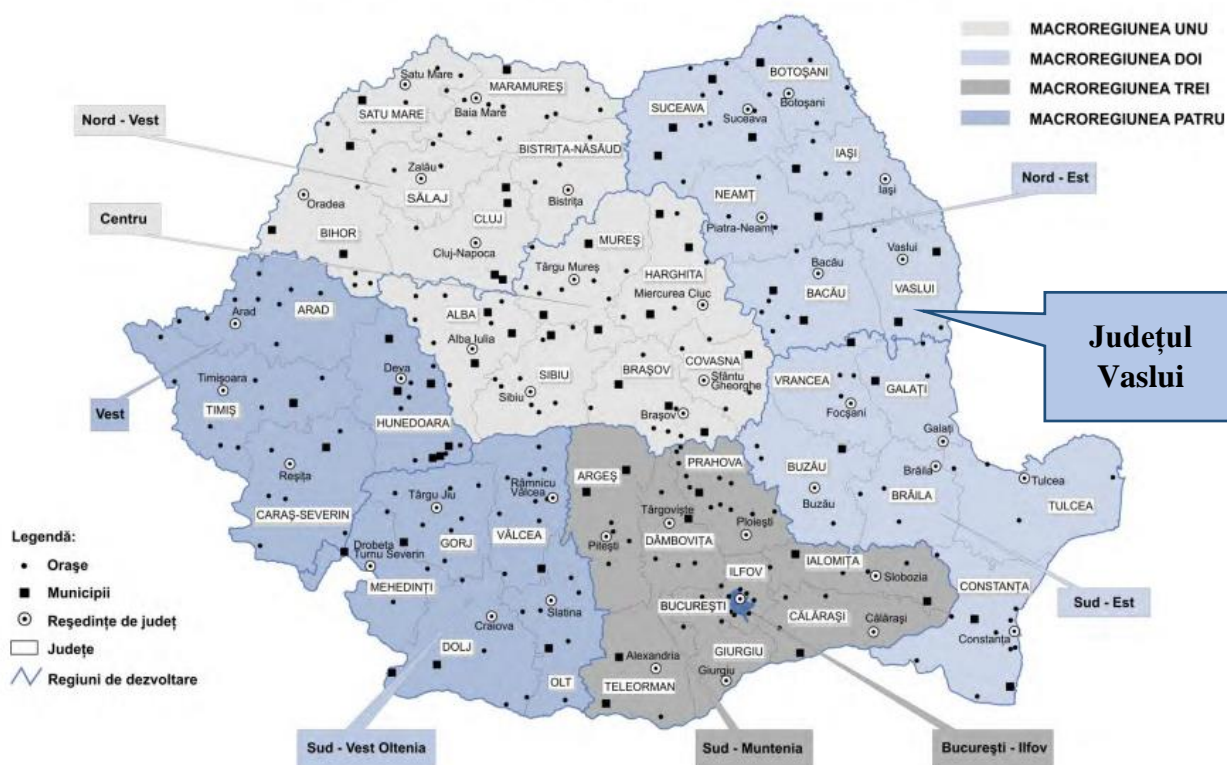 MACROREGIUNEA UNU
MACROREGIUNEA DOI
MACROREGIUNEA TREI
MACROREGIUNEA PATRU
Nord - Vest
Centru
Vest
Nord - Est
Județul
Vaslui
Sud - Est
Sud - Vest Oltenia
Sud - Muntenia
București - Ilfov
Satu Mare
SATU MARE
MARAMUREȘ
Baia Mare
BISTRIȚA-NĂSĂUD
Bistrița
Zalău
SĂLAJ
Oradea
BIHOR
CLUJ
Cluj-Napoca
BOTOȘANI
Botoșani
SUCEAVA
Suceava
IAȘI
Iași
NEAMȚ
Piatra-Neamț
Bacău
BACĂU
Vaslui
VASLUI
MUREȘ
Târgu Mureș
HARGHITA
Miercurea Ciuc
ALBA
Alba Iulia
SIBIU
Sibiu
BRAȘOV
Brașov
COVASNA
Sfântu
Gheorghe
ARAD
Arad
Timișoara
TIMIȘ
Deva
HUNEDOARA
Reșița
CARAȘ-SEVERIN
VRANCEA
Focșani
GALAȚI
Galați
BUZĂU
Buzău
Brăila
BRĂILA
Tulcea
TULCEA
CONSTANȚA
Constanța
Târgu Jiu
GORJ
Râmnicu
Vâlcea
VÂLCEA
Drobeta
Turnu Severin
MEHEDINȚI
Craiova
DOLJ
Slatina
OLT
ARGEȘ
Pitești
PRAHOVA
Ploiești
Târgoviște
DÂMBOVIȚA
ILFOV
BUCUREȘTI
IALOMIȚA
Slobozia
CĂLĂRAȘI
Călărași
GIURGIU
Giurgiu
Alexandria
TELEORMAN
Legendă:
Orașe
Municipii
Reședințe de județ
Județe
Regiuni de dezvoltare